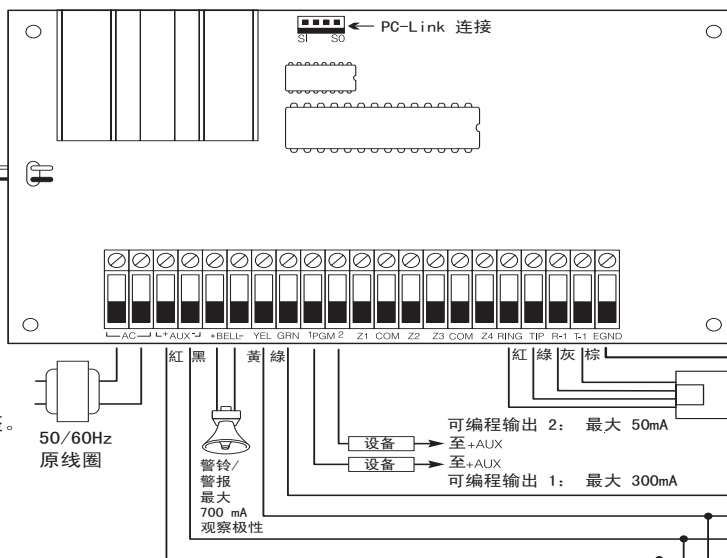 PC-Link 连接
SI SO
AC +AUX- +BELL- YEL GRN 1PGM 2 Z1 COM Z2 Z3 COM Z4 RING TIP R-1 T-1 EGND
紅 黑 黃 綠 紅 綠 灰 棕
50/60Hz
原线圈
警铃/
警报
最大
700 mA
观察极性
可编程输出 2: 最大 50mA
设备 至+AUX
设备 至+AUX
可编程输出 1: 最大 300mA